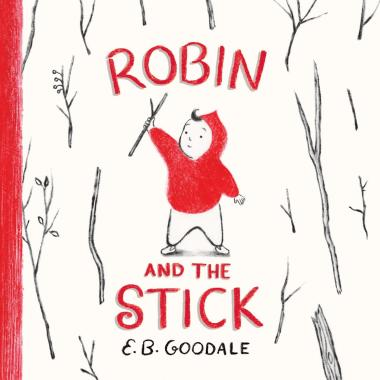 ROBIN
AND THE
STICK
E. B. GOODALE